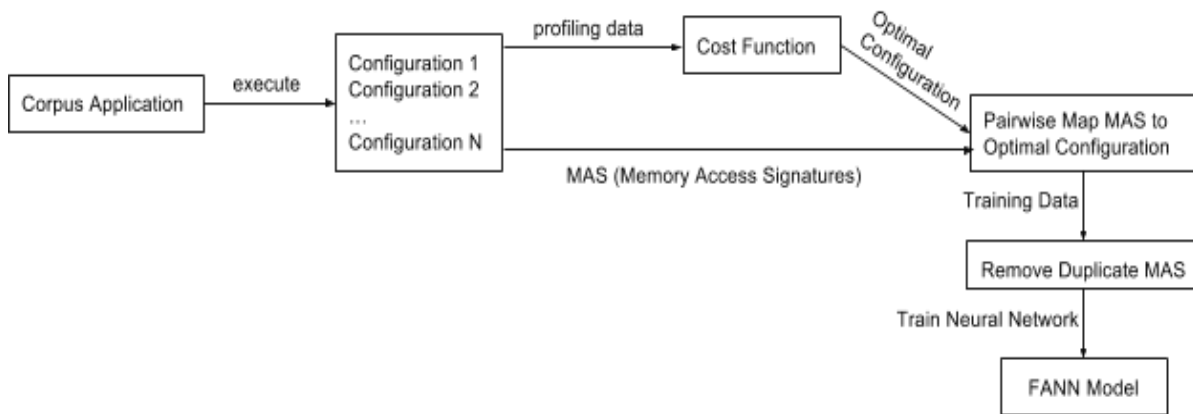 Corpus Application
execute
Configuration 1
Configuration 2
...
Configuration N
profiling data
Cost Function
Optimal
Configuration
MAS (Memory Access Signatures)
Pairwise Map MAS to
Optimal Configuration
Training Data
Remove Duplicate MAS
Train Neural Network
FANN Model